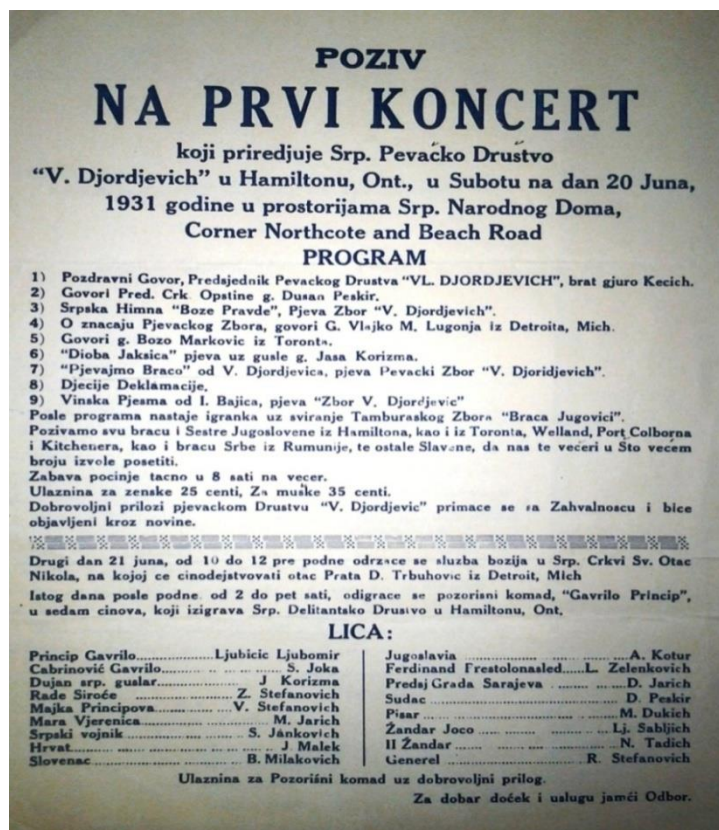 POZIV
NA PRVI KONCERT
koji priredjuje Srp. Pevačko Društvo
"V. Djordjevich" u Hamiltonu, Ont., u Subotu na dan 20 Juna,
1931 godine u prostorijama Srp. Narodnog Doma,
Corner Northcote and Beach Road
PROGRAM
1) Pozdravni Govor, Predsjednik Pevackog Drustva "VL. DJORDJEVICH", brat gjuro Kecich.
2) Govori Pred. Crk. Opstine g. Dusan Peskir.
3) Srpska Himna "Boze Pravde", Pjeva Zbor "V. Djordjevich".
4) O znacaju Pjevackog Zbora, govori G. Vlajko M. Lugonja iz Detroita, Mich.
5) Govori g. Bozo Markovic iz Toronta.
6) "Dioba Jaksica" pjeva uz gusle g. Jasa Korizma.
7) "Pjevajmo Braco" od V. Djordjevica, pjeva Pevacki Zbor "V. Djoridjevich".
8) Djecije Deklamacije.
9) Vinska Pjesma od I. Bajica, pjeva "Zbor V. Djordjevic"
Posle programa nastaje igranka uz sviranje Tamburaskog Zbora "Braca Jugovici".
Pozivamo svu bracu i Sestre Jugoslovene iz Hamiltona, kao i iz Toronta, Welland, Port Colborna
i Kitchenera, kao i bracu Srbe iz Rumunije, te ostale Slavene, da nas te večeri u Što vecem
broju izvole posetiti.
Zabava pocinje tacno u 8 sati na vecer.
Ulaznina za zenske 25 centi, Za muške 35 centi.
Dobrovoljni prilozi pjevackom Drustvu "V. Djordjevic" primace se sa Zahvalnoscu i bice
objavljeni kroz novine.
Drugi dan 21 juna, od 10 do 12 pre podne odrzace se sluzba bozija u Srp. Crkvi Sv. Otac
Nikola, na kojoj ce cinodejstvovati otac Prata D. Trbuhovic iz Detroit, Mich
Istog dana posle podne od 2 do pet sati, odigrace se pozorisni komad, "Gavrilo Princip",
u sedam cinova, koji izigrava Srp. Delitantsko Drustvo u Hamiltonu, Ont.
LICA:
Princip Gavrilo..............Ljubicic Ljubomir
Cabrinović Gavrilo.................. S. Joka
Dujan srp. guslar................ J Korizma
Rade Siroće ................ Z. Stefanovich
Majka Principova............V. Stefanovich
Mara Vjerenica.................... M. Jarich
Srpski vojnik .................. S. Jánkovich
Hrvat............................... J. Malek
Slovenac....................... B. Milakovich
Jugoslavia ..........................A. Kotur
Ferdinand Frestolonasled.....L. Zelenkovich
Predsj Grada Sarajeva ............ D. Jarich
Sudac ............................ D. Peskir
Pisar ............................ M. Dukich
Žandar Joco .................. Lj. Sabljich
II Žandar ....................... N. Tadich
Generel .................... R. Stefanovich
Ulaznina za Pozorišni komad uz dobrovoljni prilog.
Za dobar doćek i uslugu jamći Odbor.